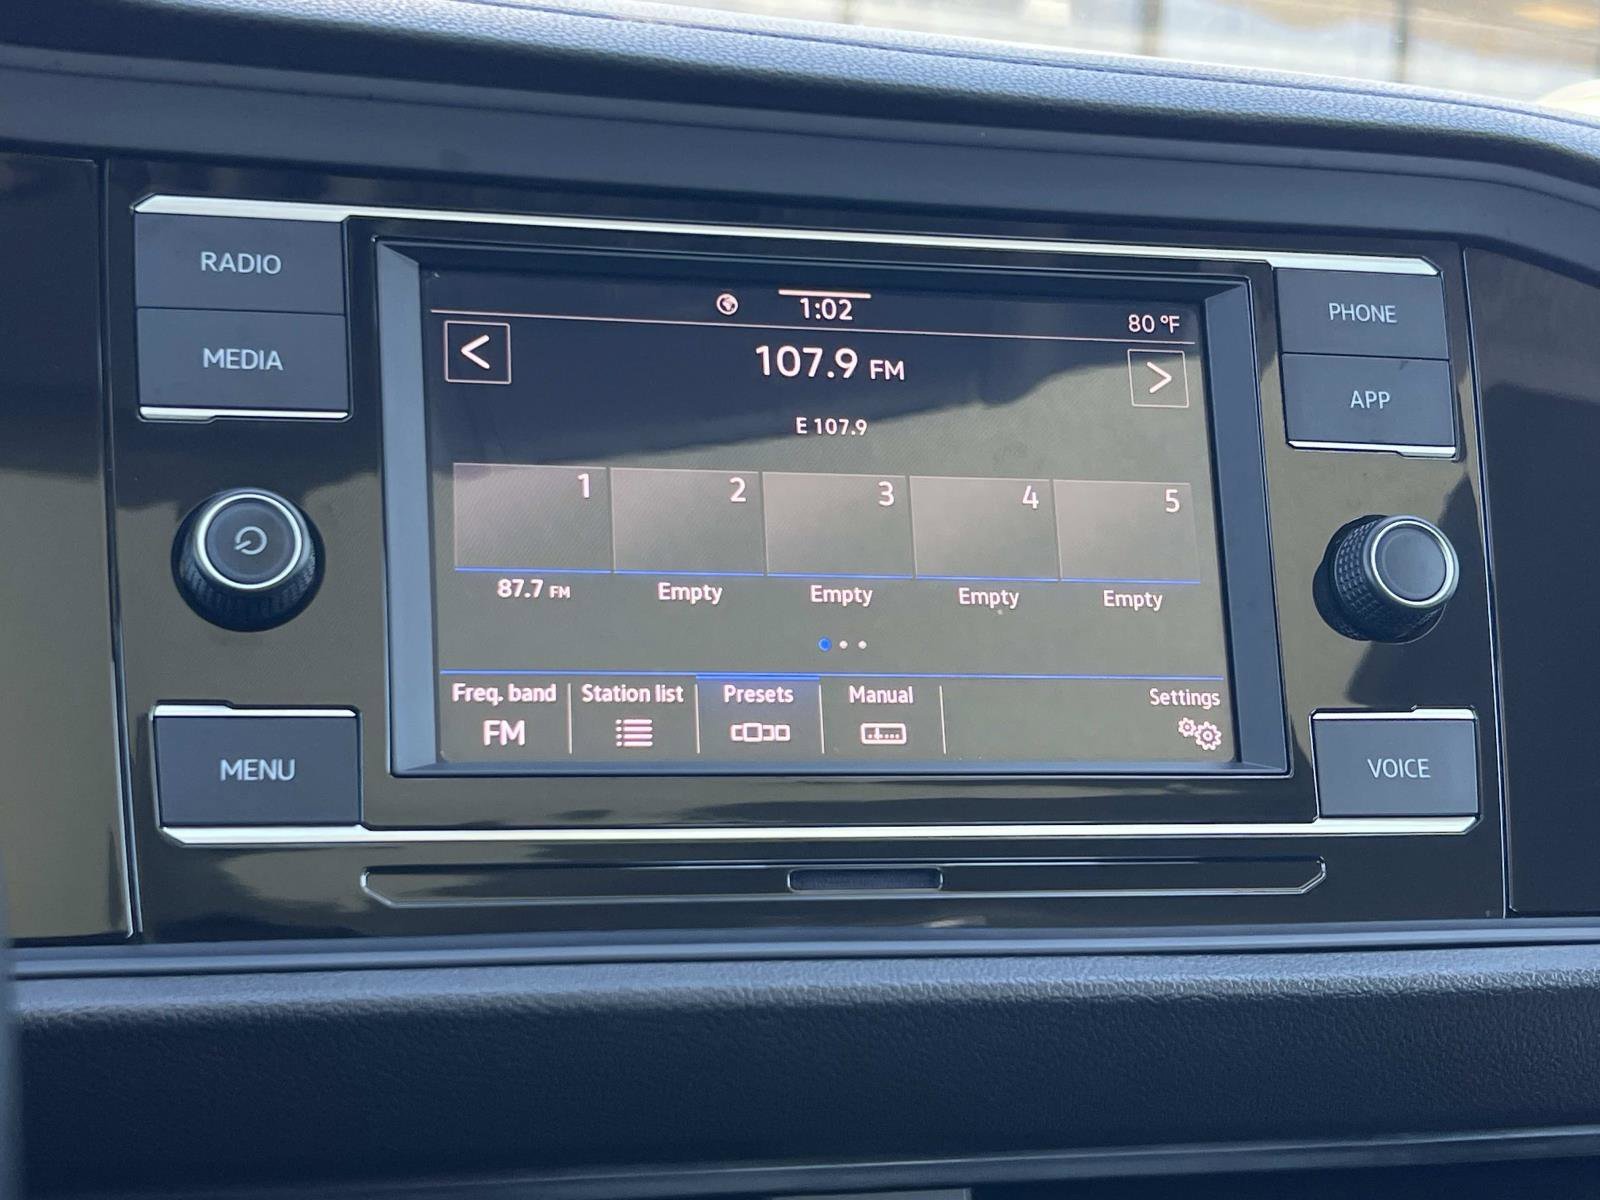 RADIO
MEDIA
MENU
PHONE
APP
VOICE
1:02
80 °F
<
107.9 FM
>
E 107.9
1 2 3 4 5
87.7 FM Empty Empty Empty Empty
Freq. band Station list Presets Manual Settings
FM